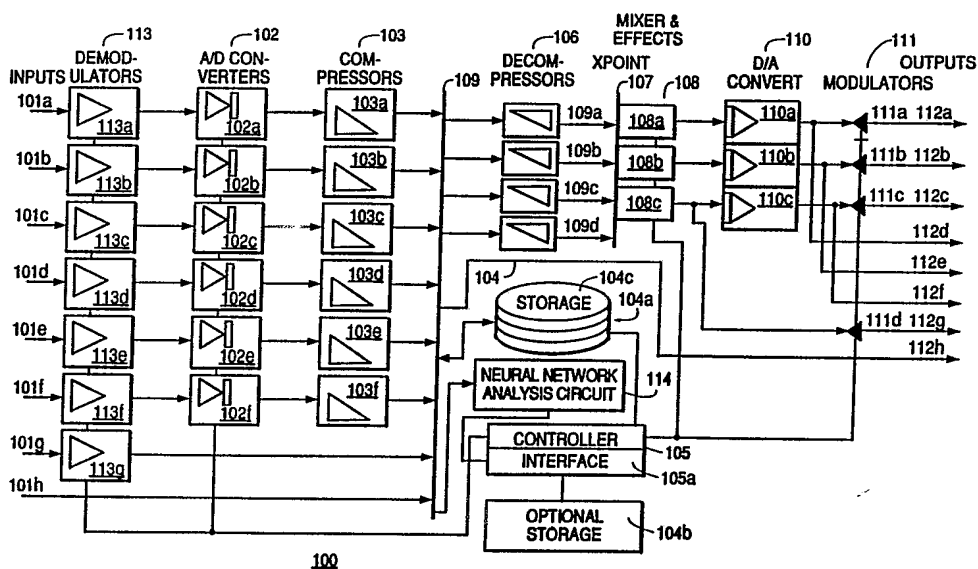 113
DEMOD-
ULATORS
102
A/D CON-
VERTERS
103
COM-
PRESSORS
106
DECOM-
PRESSORS
MIXER &
EFFECTS
XPOINT
107
108
110
D/A
CONVERT
111
MODULATORS
OUTPUTS
INPUTS
109
101a
113a
102a
103a
109a
108a
110a
111a 112a
101b
113b
102b
103b
109b
108b
110b
111b 112b
101c
113c
102c
103c
109c
108c
110c
111c 112c
109d
112d
101d
113d
102d
103d
104
104c
112e
STORAGE
104a
112f
101e
113e
102e
103e
111d 112g
112h
NEURAL NETWORK
ANALYSIS CIRCUIT
114
101f
113f
102f
103f
CONTROLLER
105
INTERFACE
105a
101g
113g
101h
OPTIONAL
STORAGE
104b
100